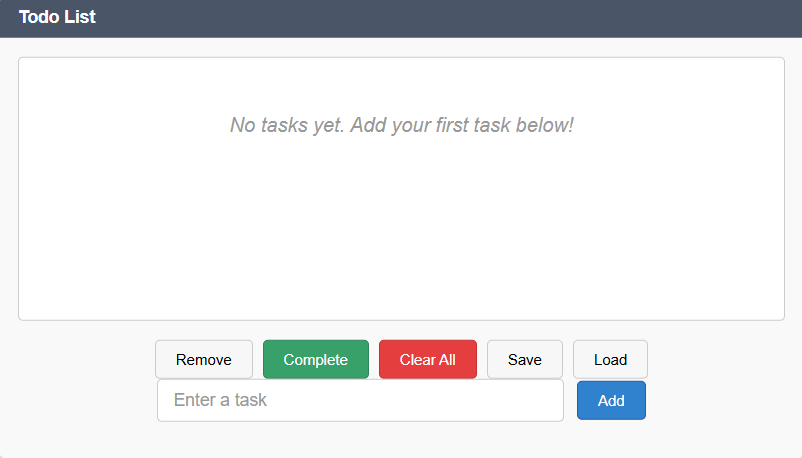 Todo List
No tasks yet. Add your first task below!
Remove Complete Clear All Save Load
Enter a task Add